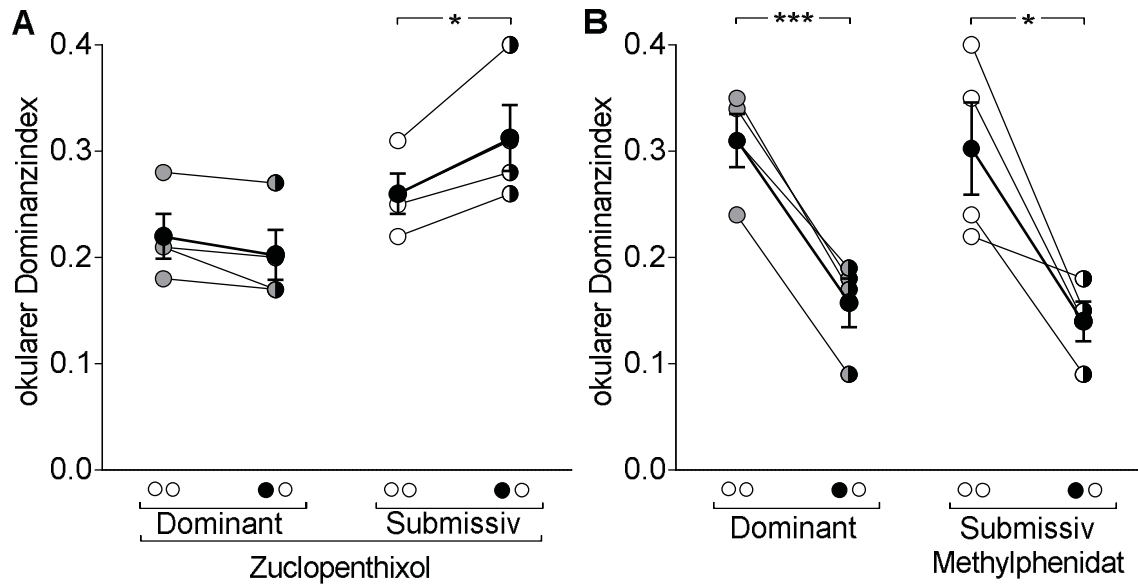 A
*
okularer Dominanzindex
0.4
0.3
0.2
0.1
0.0
Dominant
Submissiv
Zuclopenthixol
B
***
*
okularer Dominanzindex
0.4
0.3
0.2
0.1
0.0
Dominant
Submissiv
Methylphenidat